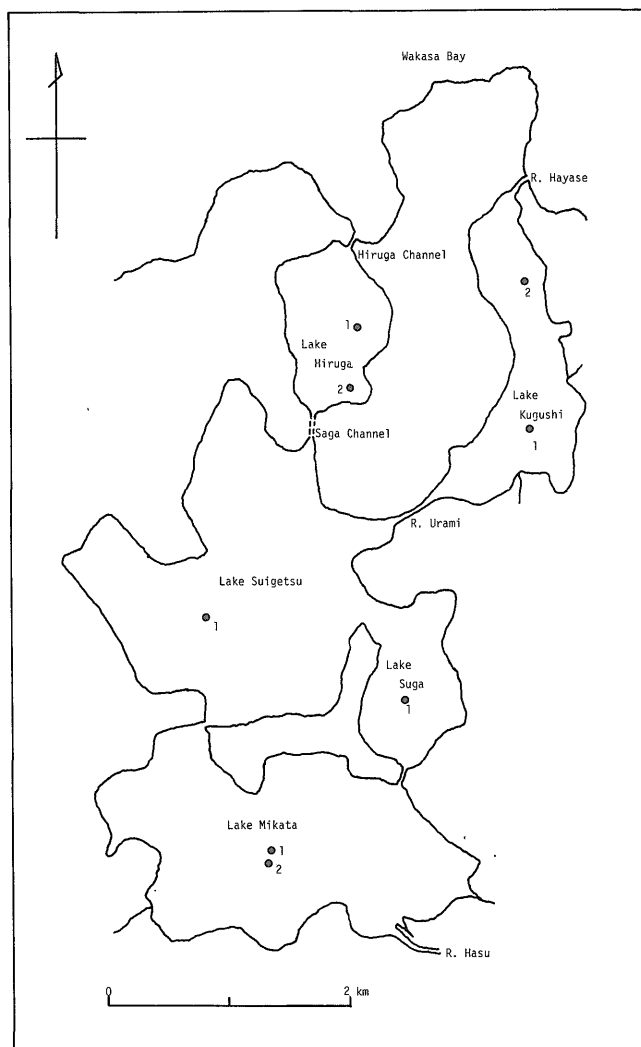 Wakasa Bay
R. Hayase
Hiruga Channel
2
1
Lake
Hiruga
2
Lake
Kugushi
1
Saga Channel
R. Urami
Lake Suigetsu
1
Lake
Suga
1
Lake Mikata
1
2
R. Hasu
0
2 km